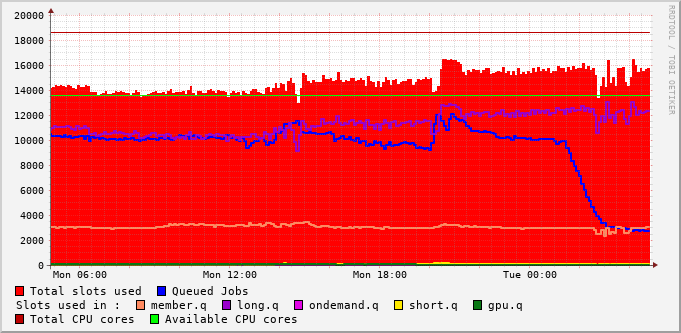 20000
18000
16000
14000
12000
10000
8000
6000
4000
2000
0
Mon 06:00 Mon 12:00 Mon 18:00 Tue 00:00
RRDTOOL / TOBI OETIKER
Total slots used Queued Jobs
Slots used in : member.q long.q ondemand.q short.q gpu.q
Total CPU cores Available CPU cores